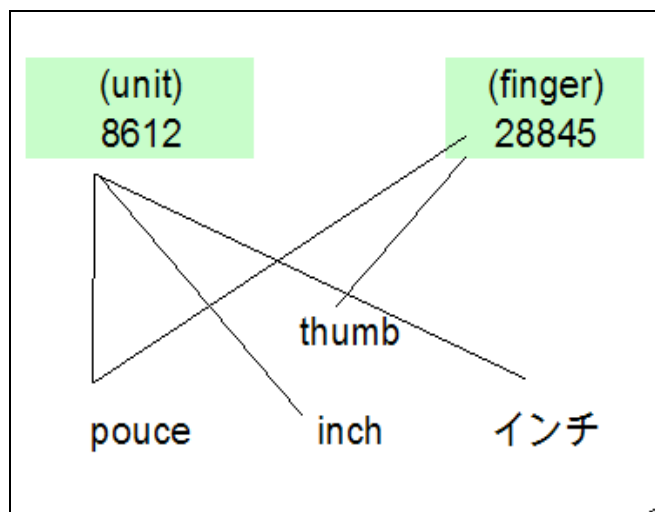 (unit)
8612
(finger)
28845
thumb
pouce
inch
インチ